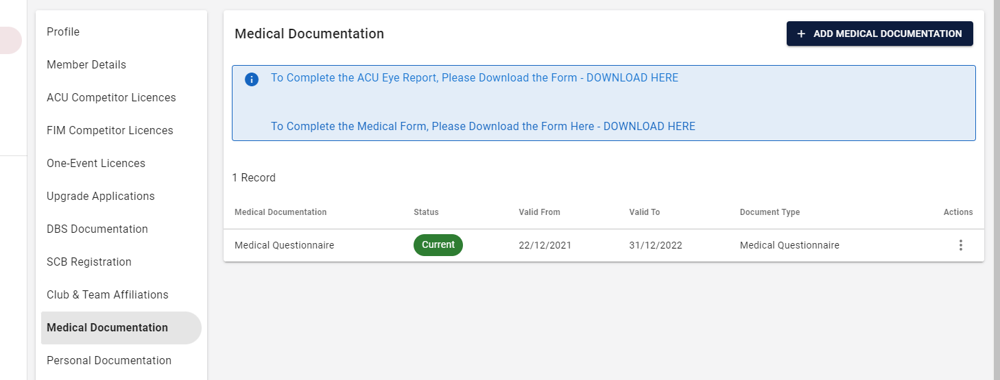 Profile
Member Details
ACU Competitor Licences
FIM Competitor Licences
One-Event Licences
Upgrade Applications
DBS Documentation
SCB Registration
Club & Team Affiliations
Medical Documentation
Personal Documentation
Medical Documentation
+ ADD MEDICAL DOCUMENTATION
To Complete the ACU Eye Report, Please Download the Form - DOWNLOAD HERE
To Complete the Medical Form, Please Download the Form Here - DOWNLOAD HERE
1 Record
Medical Documentation Status Valid From Valid To Document Type Actions
Medical Questionnaire Current 22/12/2021 31/12/2022 Medical Questionnaire